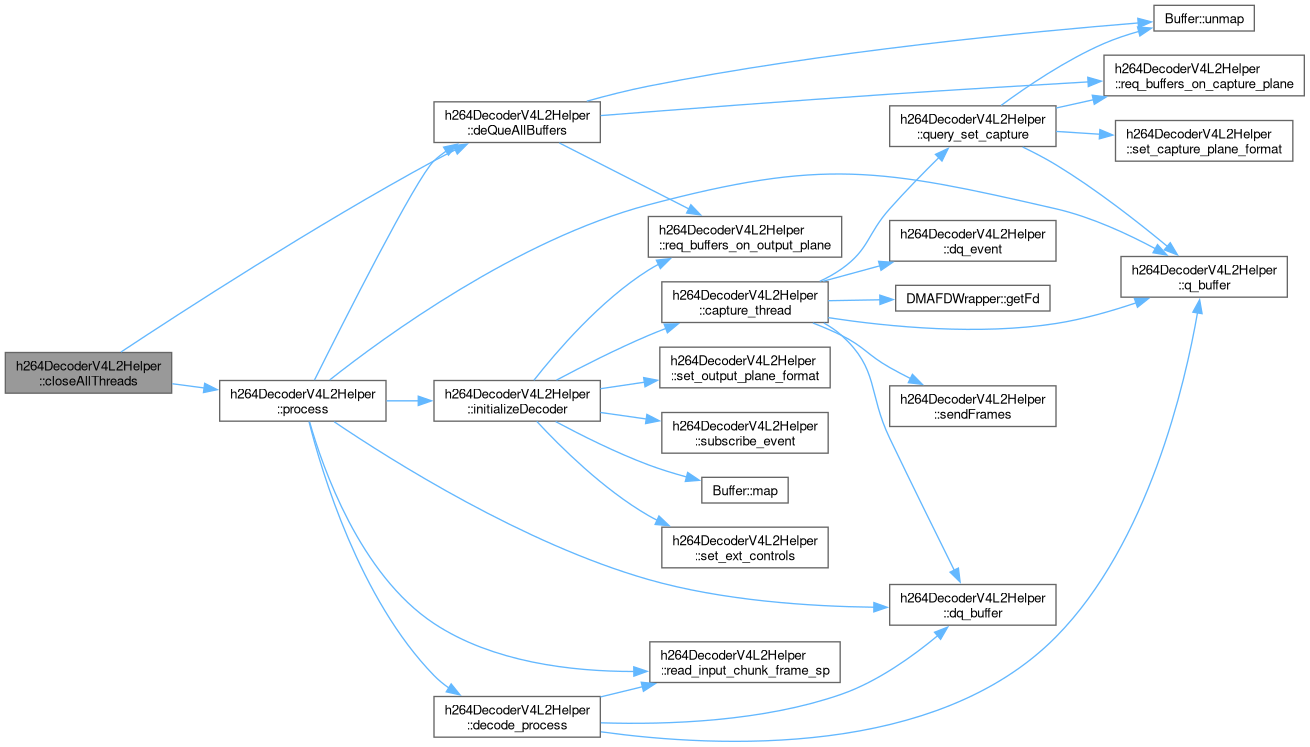 h264DecoderV4L2Helper
::closeAllThreads
h264DecoderV4L2Helper
::process
h264DecoderV4L2Helper
::deQueAllBuffers
h264DecoderV4L2Helper
::initializeDecoder
h264DecoderV4L2Helper
::decode_process
h264DecoderV4L2Helper
::req_buffers_on_output_plane
h264DecoderV4L2Helper
::capture_thread
h264DecoderV4L2Helper
::set_output_plane_format
h264DecoderV4L2Helper
::subscribe_event
Buffer::map
h264DecoderV4L2Helper
::set_ext_controls
h264DecoderV4L2Helper
::read_input_chunk_frame_sp
h264DecoderV4L2Helper
::query_set_capture
h264DecoderV4L2Helper
::dq_event
DMAFDWrapper::getFd
h264DecoderV4L2Helper
::sendFrames
h264DecoderV4L2Helper
::dq_buffer
Buffer::unmap
h264DecoderV4L2Helper
::req_buffers_on_capture_plane
h264DecoderV4L2Helper
::set_capture_plane_format
h264DecoderV4L2Helper
::q_buffer